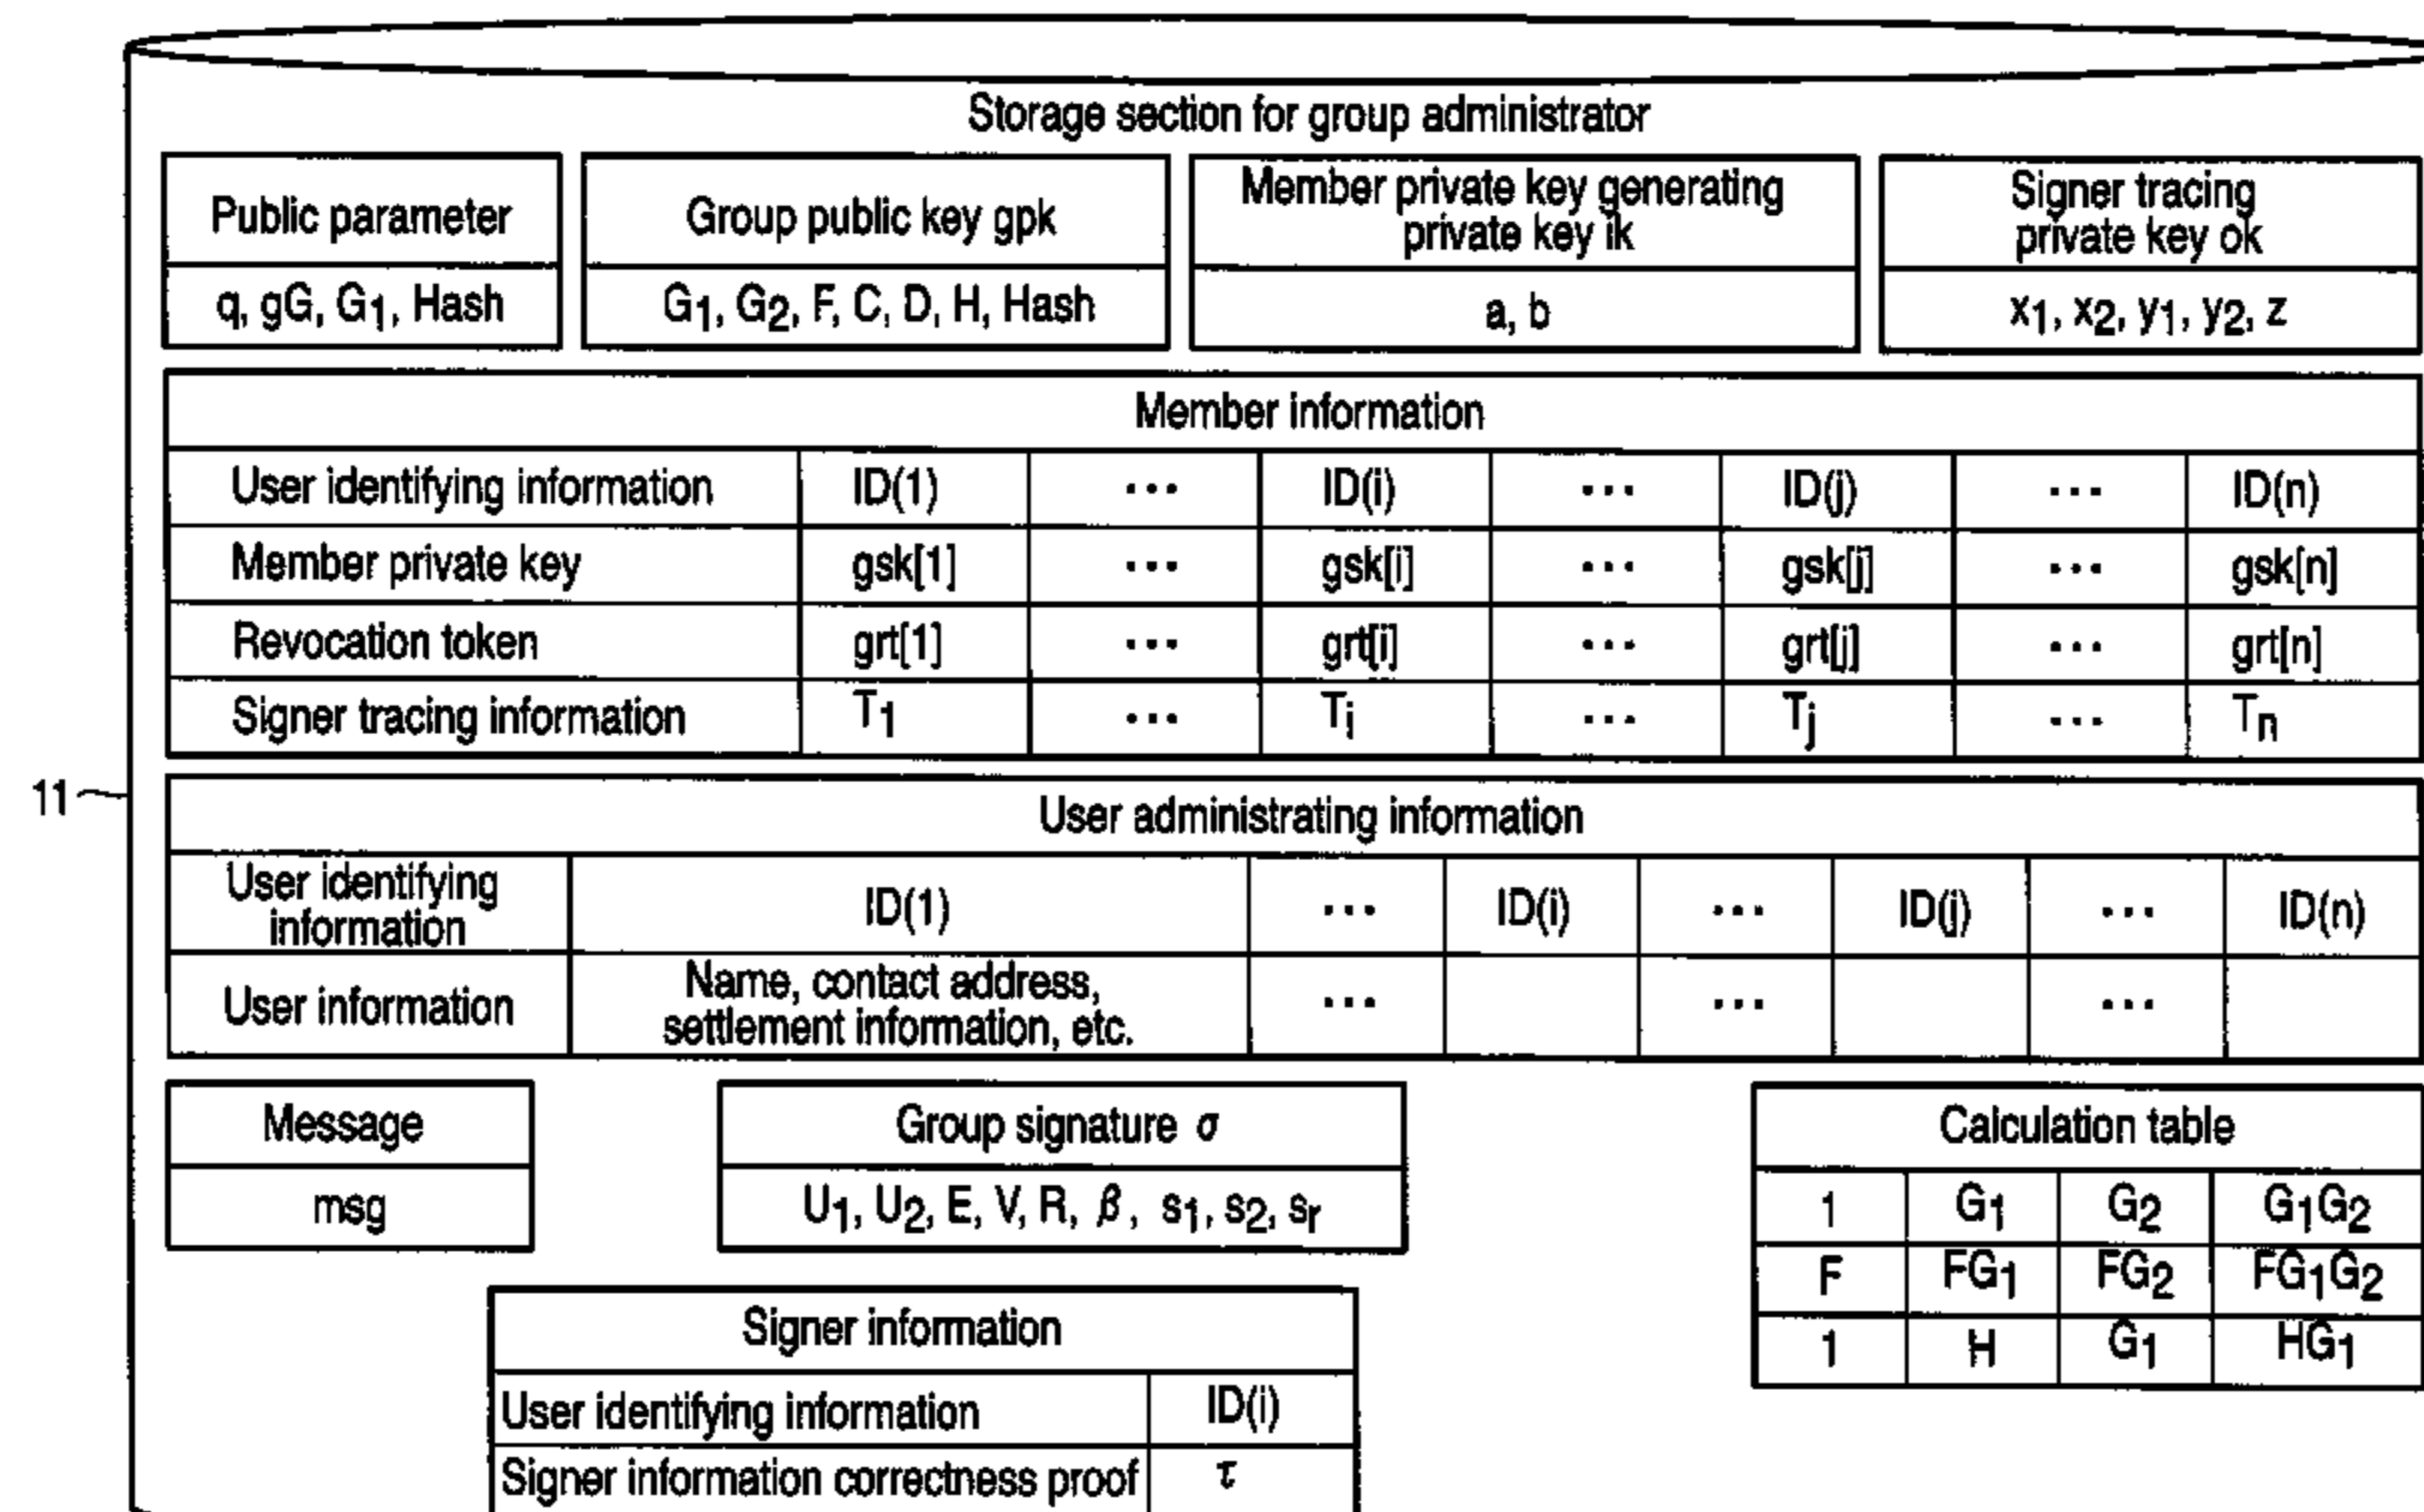 Storage section for group administrator
Public parameter
q, gG, G1, Hash
Group public key gpk
G1, G2, F, C, D, H, Hash
Member private key generating
private key ik
a, b
Signer tracing
private key ok
x1, x2, y1, y2, z
Member information
User identifying information ID(1) ... ID(i) ... ID(j) ... ID(n)
Member private key gsk[1] ... gsk[i] ... gsk[j] ... gsk[n]
Revocation token grt[1] ... grt[i] ... grt[j] ... grt[n]
Signer tracing information T1 ... Ti ... Tj ... Tn
11
User administrating information
User identifying
information
ID(1) ... ID(i) ... ID(j) ... ID(n)
User information
Name, contact address,
settlement information, etc.
... ... ...
Message
msg
Group signature σ
U1, U2, E, V, R, β, s1, s2, sr
Calculation table
1 G1 G2 G1G2
F FG1 FG2 FG1G2
1 H G1 HG1
Signer information
User identifying information ID(i)
Signer information correctness proof τ